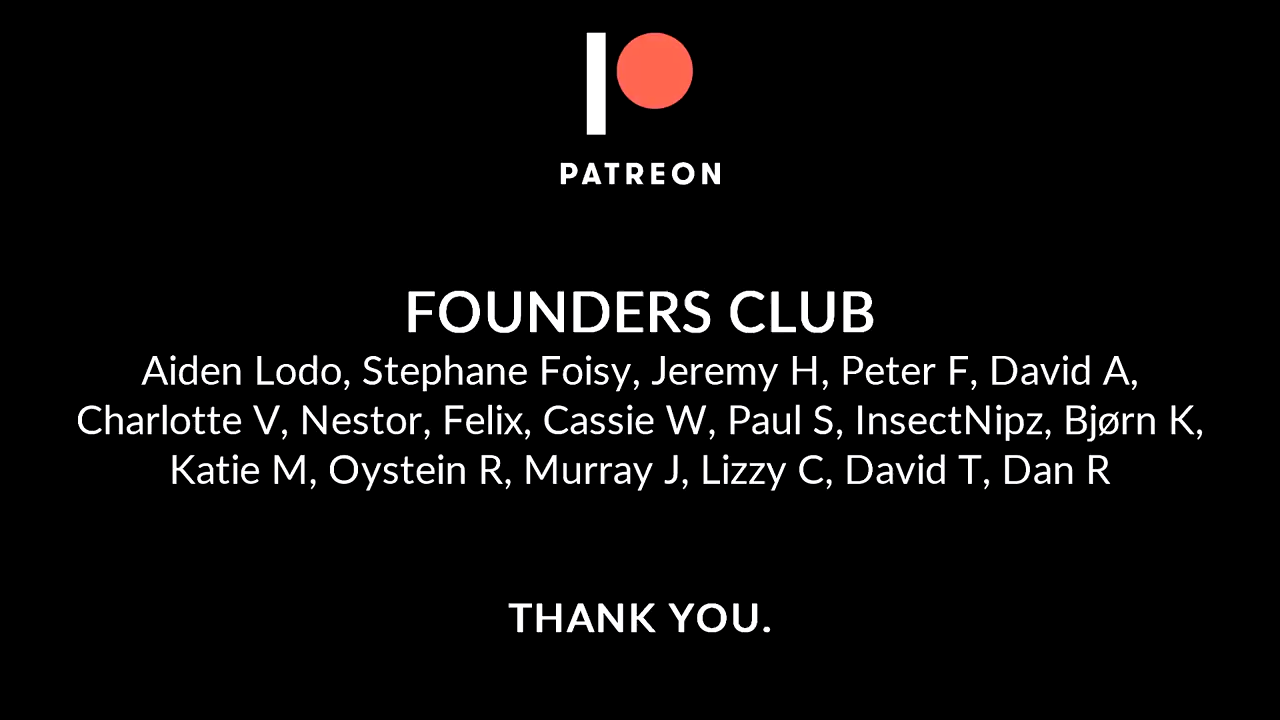 PATREON
FOUNDERS CLUB
Aiden Lodo, Stephane Foisy, Jeremy H, Peter F, David A,
Charlotte V, Nestor, Felix, Cassie W, Paul S, InsectNipz, Bjørn K,
Katie M, Oystein R, Murray J, Lizzy C, David T, Dan R
THANK YOU.